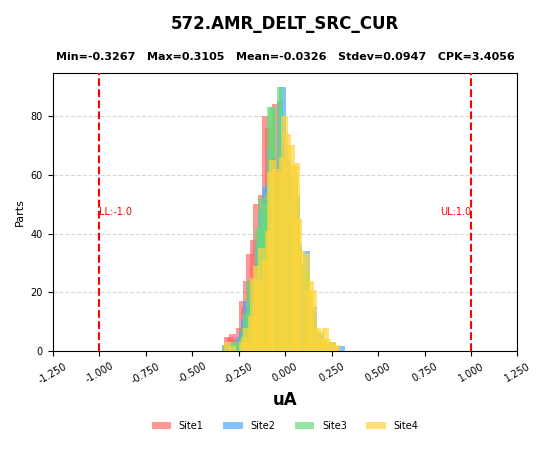 572.AMR_DELT_SRC_CUR
Min=-0.3267 Max=0.3105 Mean=-0.0326 Stdev=0.0947 CPK=3.4056
80
60
40
20
0
Parts
LL:-1.0
UL:1.0
-1.250 -1.000 -0.750 -0.500 -0.250 0.000 0.250 0.500 0.750 1.000 1.250
uA
Site1 Site2 Site3 Site4